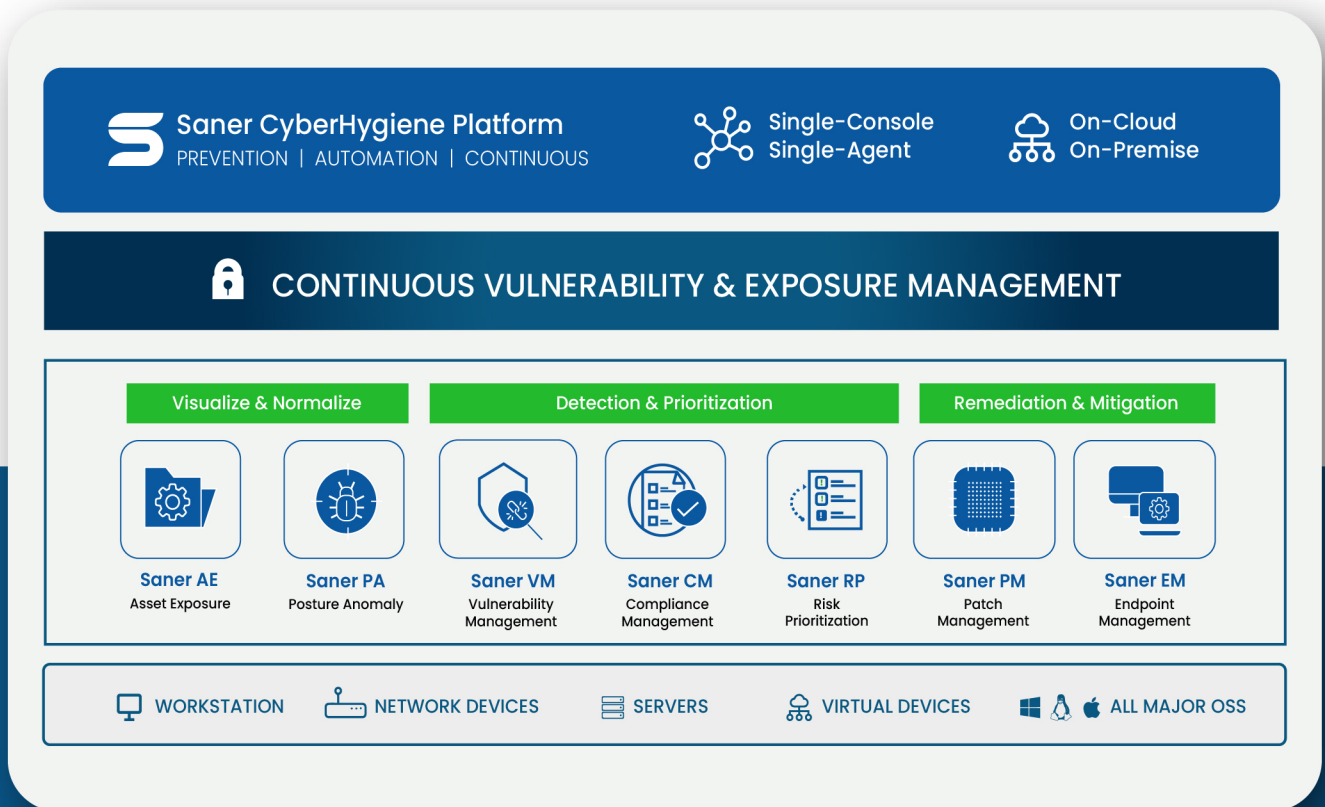 Saner CyberHygiene Platform
PREVENTION | AUTOMATION | CONTINUOUS
Single-Console
Single-Agent
On-Cloud
On-Premise
CONTINUOUS VULNERABILITY & EXPOSURE MANAGEMENT
Visualize & Normalize
Detection & Prioritization
Remediation & Mitigation
Saner AE
Asset Exposure
Saner PA
Posture Anomaly
Saner VM
Vulnerability
Management
Saner CM
Compliance
Management
Saner RP
Risk
Prioritization
Saner PM
Patch
Management
Saner EM
Endpoint
Management
WORKSTATION
NETWORK DEVICES
SERVERS
VIRTUAL DEVICES
ALL MAJOR OSS